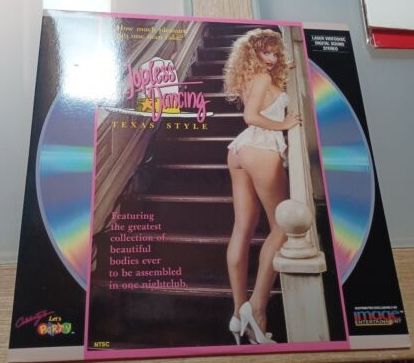 How much pleasure
can one man take?
LASER VIDEODISC
DIGITAL SOUND
STEREO
Topless
Dancing
TEXAS STYLE
Featuring
the greatest
collection of
beautiful
bodies ever
to be assembled
in one nightclub.
Let's
PARTY
image
ENTERTAINMENT
NTSC